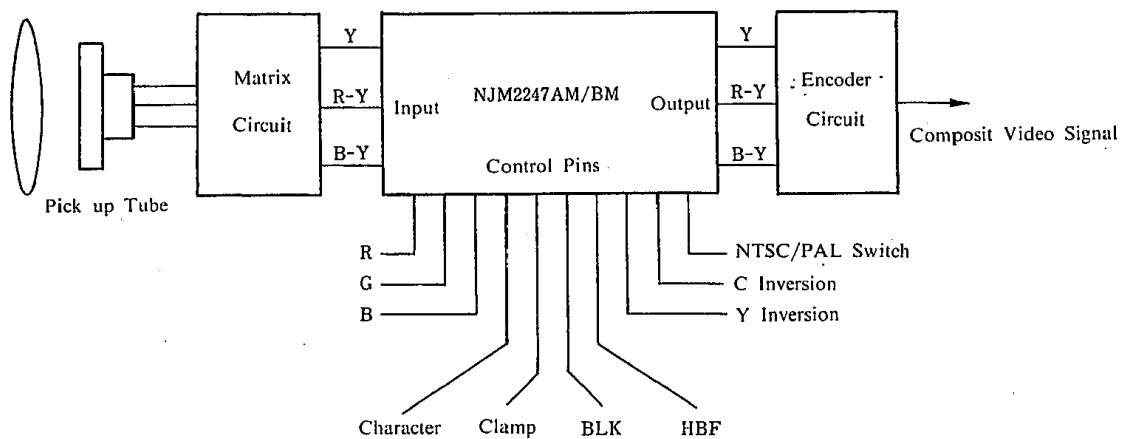 Y
Y
Matrix
Circuit
R-Y
Input
NJM2247AM/BM
Output
R-Y
Encoder
Circuit
Composit Video Signal
B-Y
B-Y
Control Pins
Pick up Tube
R
NTSC/PAL Switch
G
C Inversion
B
Y Inversion
Character
Clamp
BLK
HBF